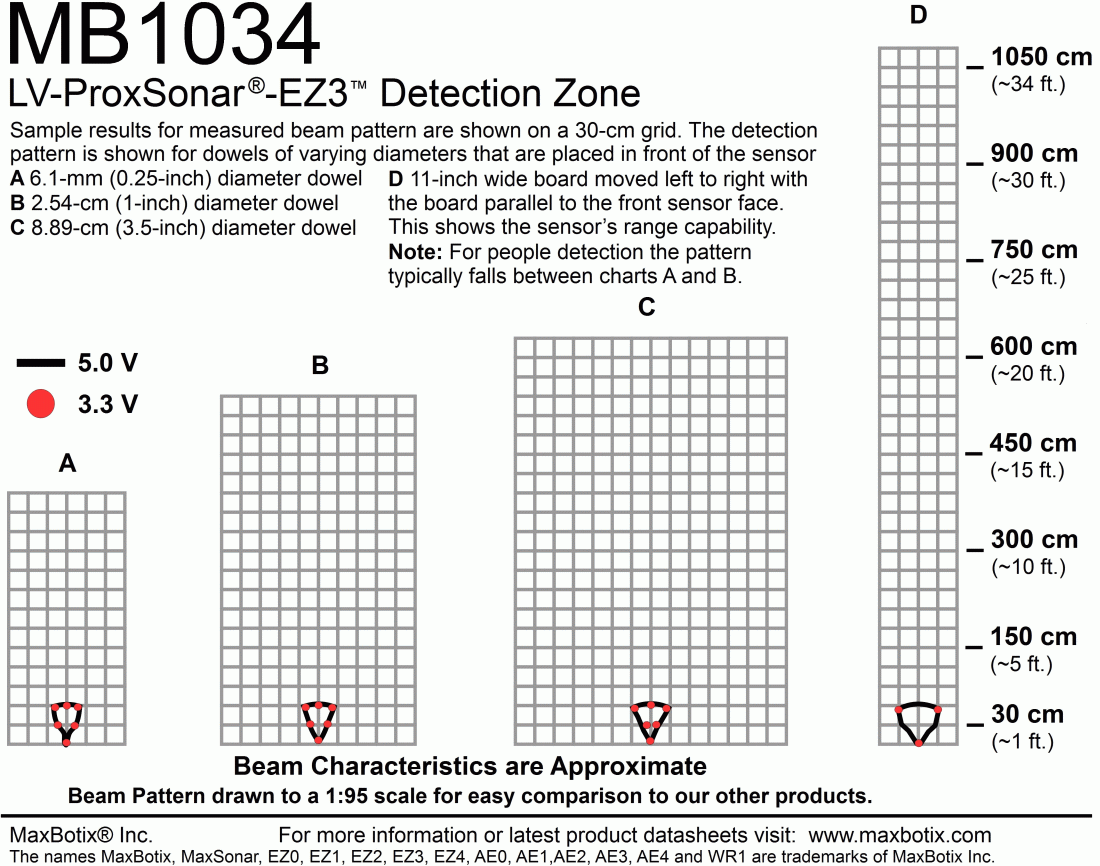 MB1034
LV-ProxSonar®-EZ3™ Detection Zone
Sample results for measured beam pattern are shown on a 30-cm grid. The detection
pattern is shown for dowels of varying diameters that are placed in front of the sensor
A 6.1-mm (0.25-inch) diameter dowel
B 2.54-cm (1-inch) diameter dowel
C 8.89-cm (3.5-inch) diameter dowel
D 11-inch wide board moved left to right with
the board parallel to the front sensor face.
This shows the sensor's range capability.
Note: For people detection the pattern
typically falls between charts A and B.
5.0 V
3.3 V
A
B
C
D
1050 cm
(~34 ft.)
900 cm
(~30 ft.)
750 cm
(~25 ft.)
600 cm
(~20 ft.)
450 cm
(~15 ft.)
300 cm
(~10 ft.)
150 cm
(~5 ft.)
30 cm
(~1 ft.)
Beam Characteristics are Approximate
Beam Pattern drawn to a 1:95 scale for easy comparison to our other products.
MaxBotix® Inc. For more information or latest product datasheets visit: www.maxbotix.com
The names MaxBotix, MaxSonar, EZ0, EZ1, EZ2, EZ3, EZ4, AE0, AE1,AE2, AE3, AE4 and WR1 are trademarks of MaxBotix Inc.